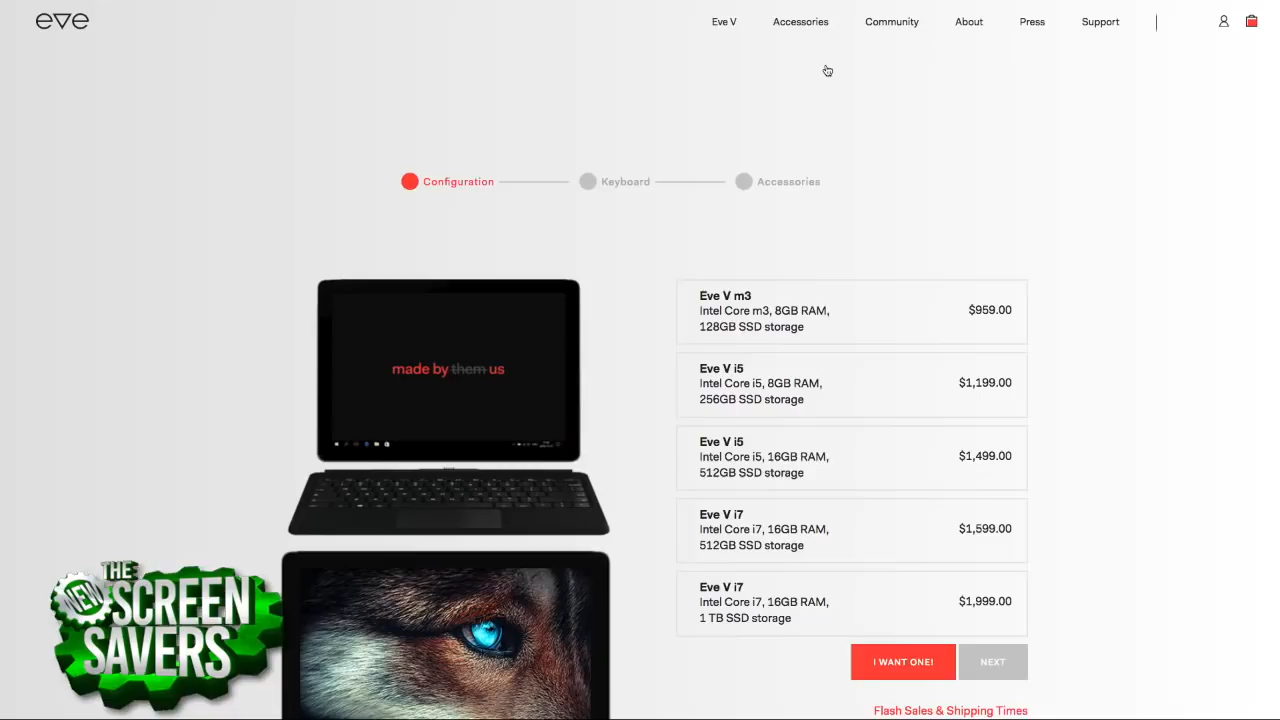 eve
Eve V
Accessories
Community
About
Press
Support
Configuration
Keyboard
Accessories
made by them us
Eve V m3
Intel Core m3, 8GB RAM,
128GB SSD storage
$959.00
Eve V i5
Intel Core i5, 8GB RAM,
256GB SSD storage
$1,199.00
Eve V i5
Intel Core i5, 16GB RAM,
512GB SSD storage
$1,499.00
Eve V i7
Intel Core i7, 16GB RAM,
512GB SSD storage
$1,599.00
Eve V i7
Intel Core i7, 16GB RAM,
1 TB SSD storage
$1,999.00
I WANT ONE!
NEXT
Flash Sales & Shipping Times
THE
NEW SCREEN
SAVERS